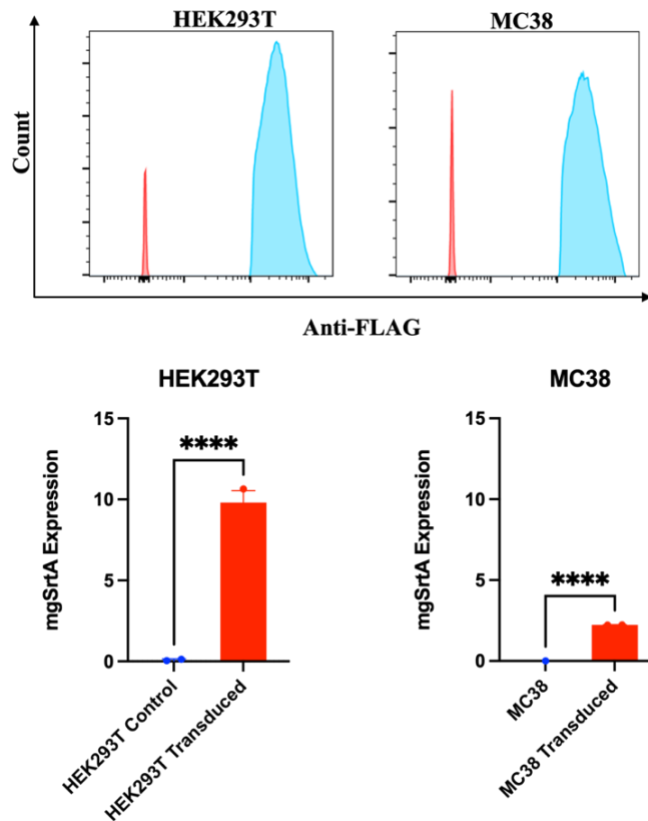 HEK293T
MC38
Count
Anti-FLAG
HEK293T
MC38
mgSrtA Expression
15
10
5
0
****
HEK293T Control
HEK293T Transduced
mgSrtA Expression
15
10
5
0
****
MC38
MC38 Transduced